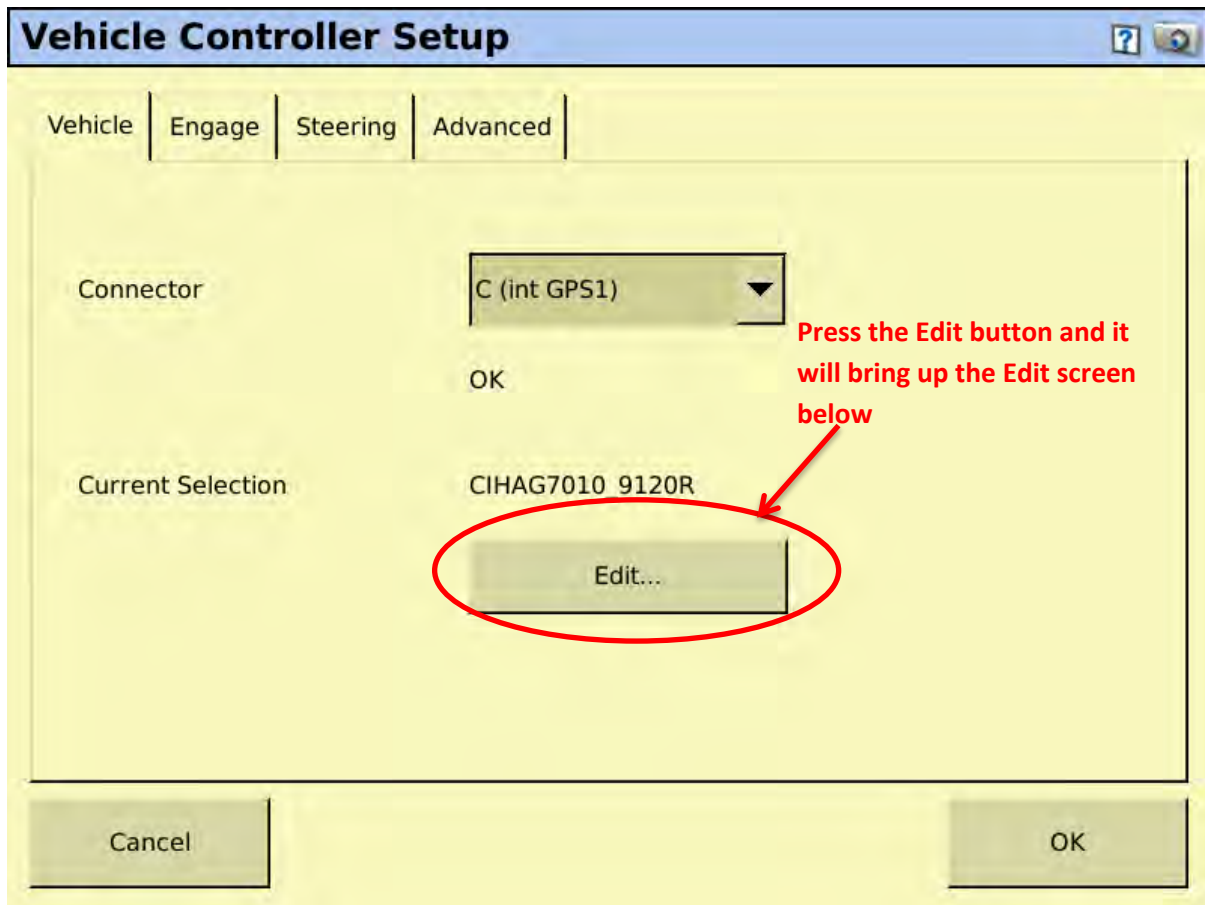 Vehicle Controller Setup
?
Vehicle Engage Steering Advanced
Connector
C (int GPS1)
OK
Press the Edit button and it
will bring up the Edit screen
below
Current Selection
CIHAG7010_9120R
Edit...
Cancel
OK